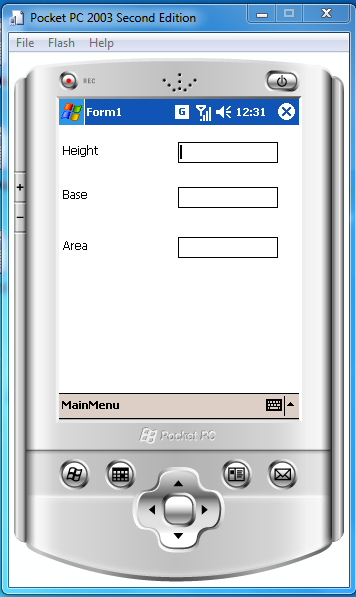 Pocket PC 2003 Second Edition
File Flash Help
REC
Form1 G 12:31
Height
Base
Area
MainMenu
Pocket PC